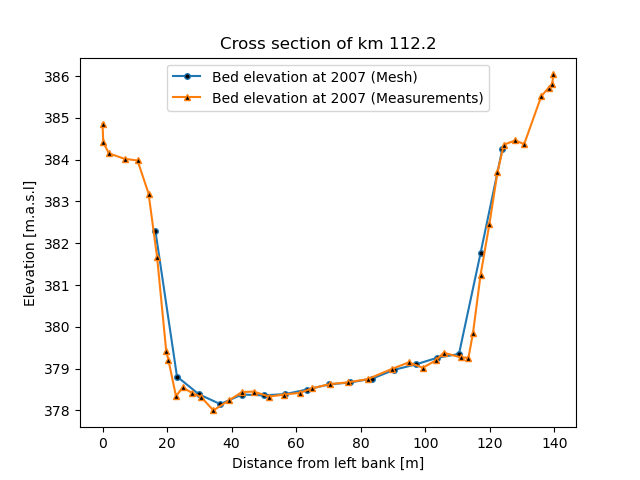 Cross section of km 112.2
Bed elevation at 2007 (Mesh)
Bed elevation at 2007 (Measurements)
Elevation [m.a.s.l]
386
385
384
383
382
381
380
379
378
0 20 40 60 80 100 120 140
Distance from left bank [m]